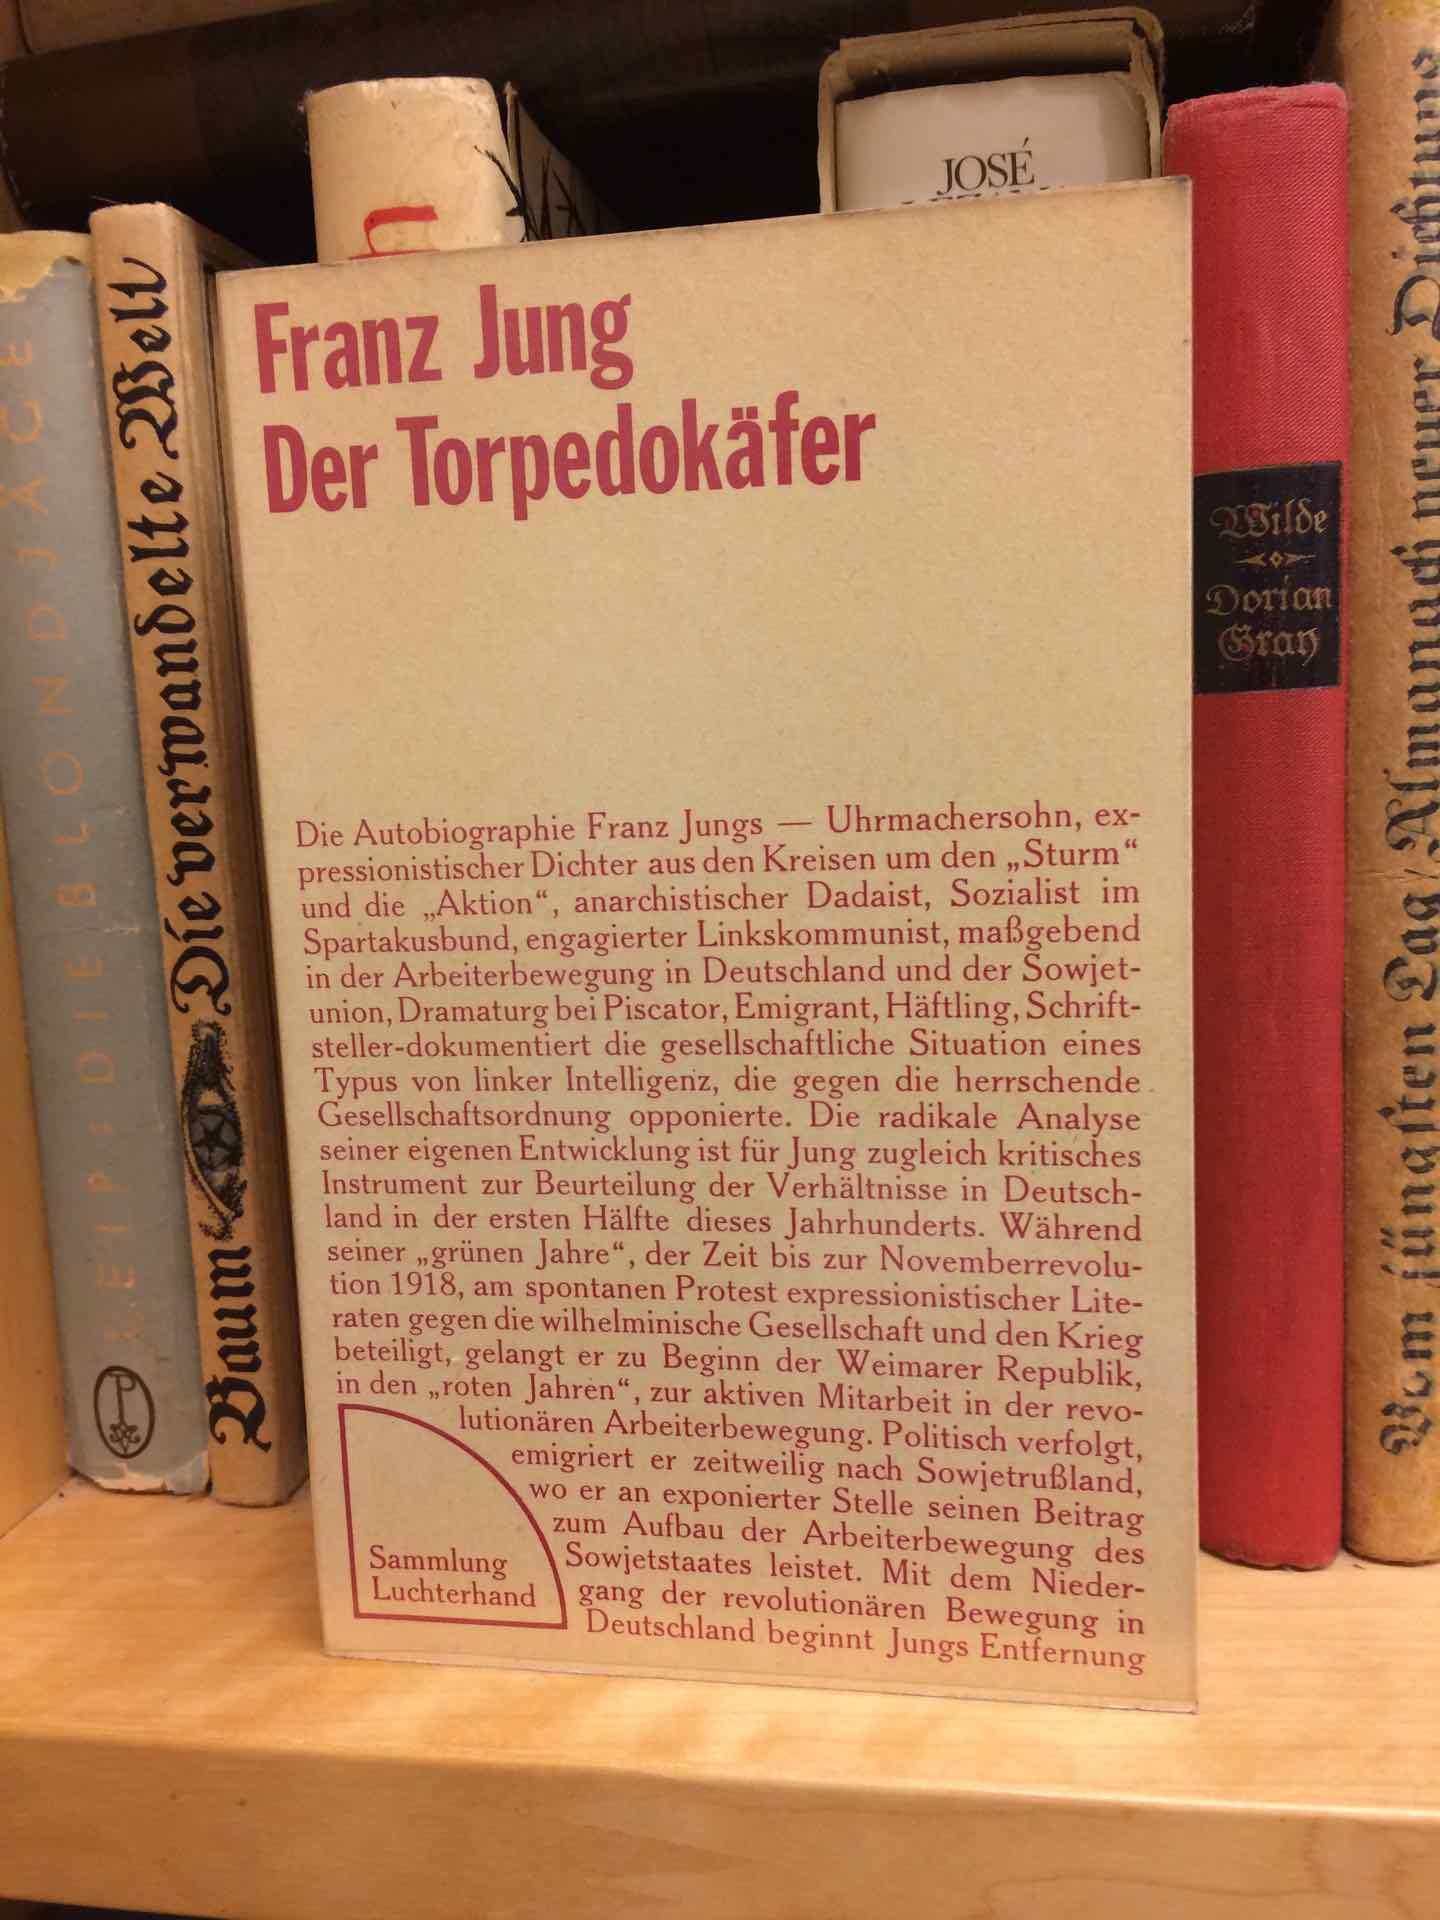 DIE BLONDJÄGER
Die verwandelte Welt
Baum
JOSÉ
Franz Jung
Der Torpedokäfer
Die Autobiographie Franz Jungs — Uhrmachersohn, ex-
pressionistischer Dichter aus den Kreisen um den „Sturm“
und die „Aktion“, anarchistischer Dadaist, Sozialist im
Spartakusbund, engagierter Linkskommunist, maßgebend
in der Arbeiterbewegung in Deutschland und der Sowjet-
union, Dramaturg bei Piscator, Emigrant, Häftling, Schrift-
steller-dokumentiert die gesellschaftliche Situation eines
Typus von linker Intelligenz, die gegen die herrschende
Gesellschaftsordnung opponierte. Die radikale Analyse
seiner eigenen Entwicklung ist für Jung zugleich kritisches
Instrument zur Beurteilung der Verhältnisse in Deutsch-
land in der ersten Hälfte dieses Jahrhunderts. Während
seiner „grünen Jahre“, der Zeit bis zur Novemberrevolu-
tion 1918, am spontanen Protest expressionistischer Lite-
raten gegen die wilhelminische Gesellschaft und den Krieg
beteiligt, gelangt er zu Beginn der Weimarer Republik,
in den „roten Jahren“, zur aktiven Mitarbeit in der revo-
lutionären Arbeiterbewegung. Politisch verfolgt,
emigriert er zeitweilig nach Sowjetrußland,
wo er an exponierter Stelle seinen Beitrag
zum Aufbau der Arbeiterbewegung des
Sowjetstaates leistet. Mit dem Nieder-
gang der revolutionären Bewegung in
Deutschland beginnt Jungs Entfernung
Sammlung
Luchterhand
Wilde
Dorian
Gray
Vom jüngsten Tag / Almanach neuer Dichtung